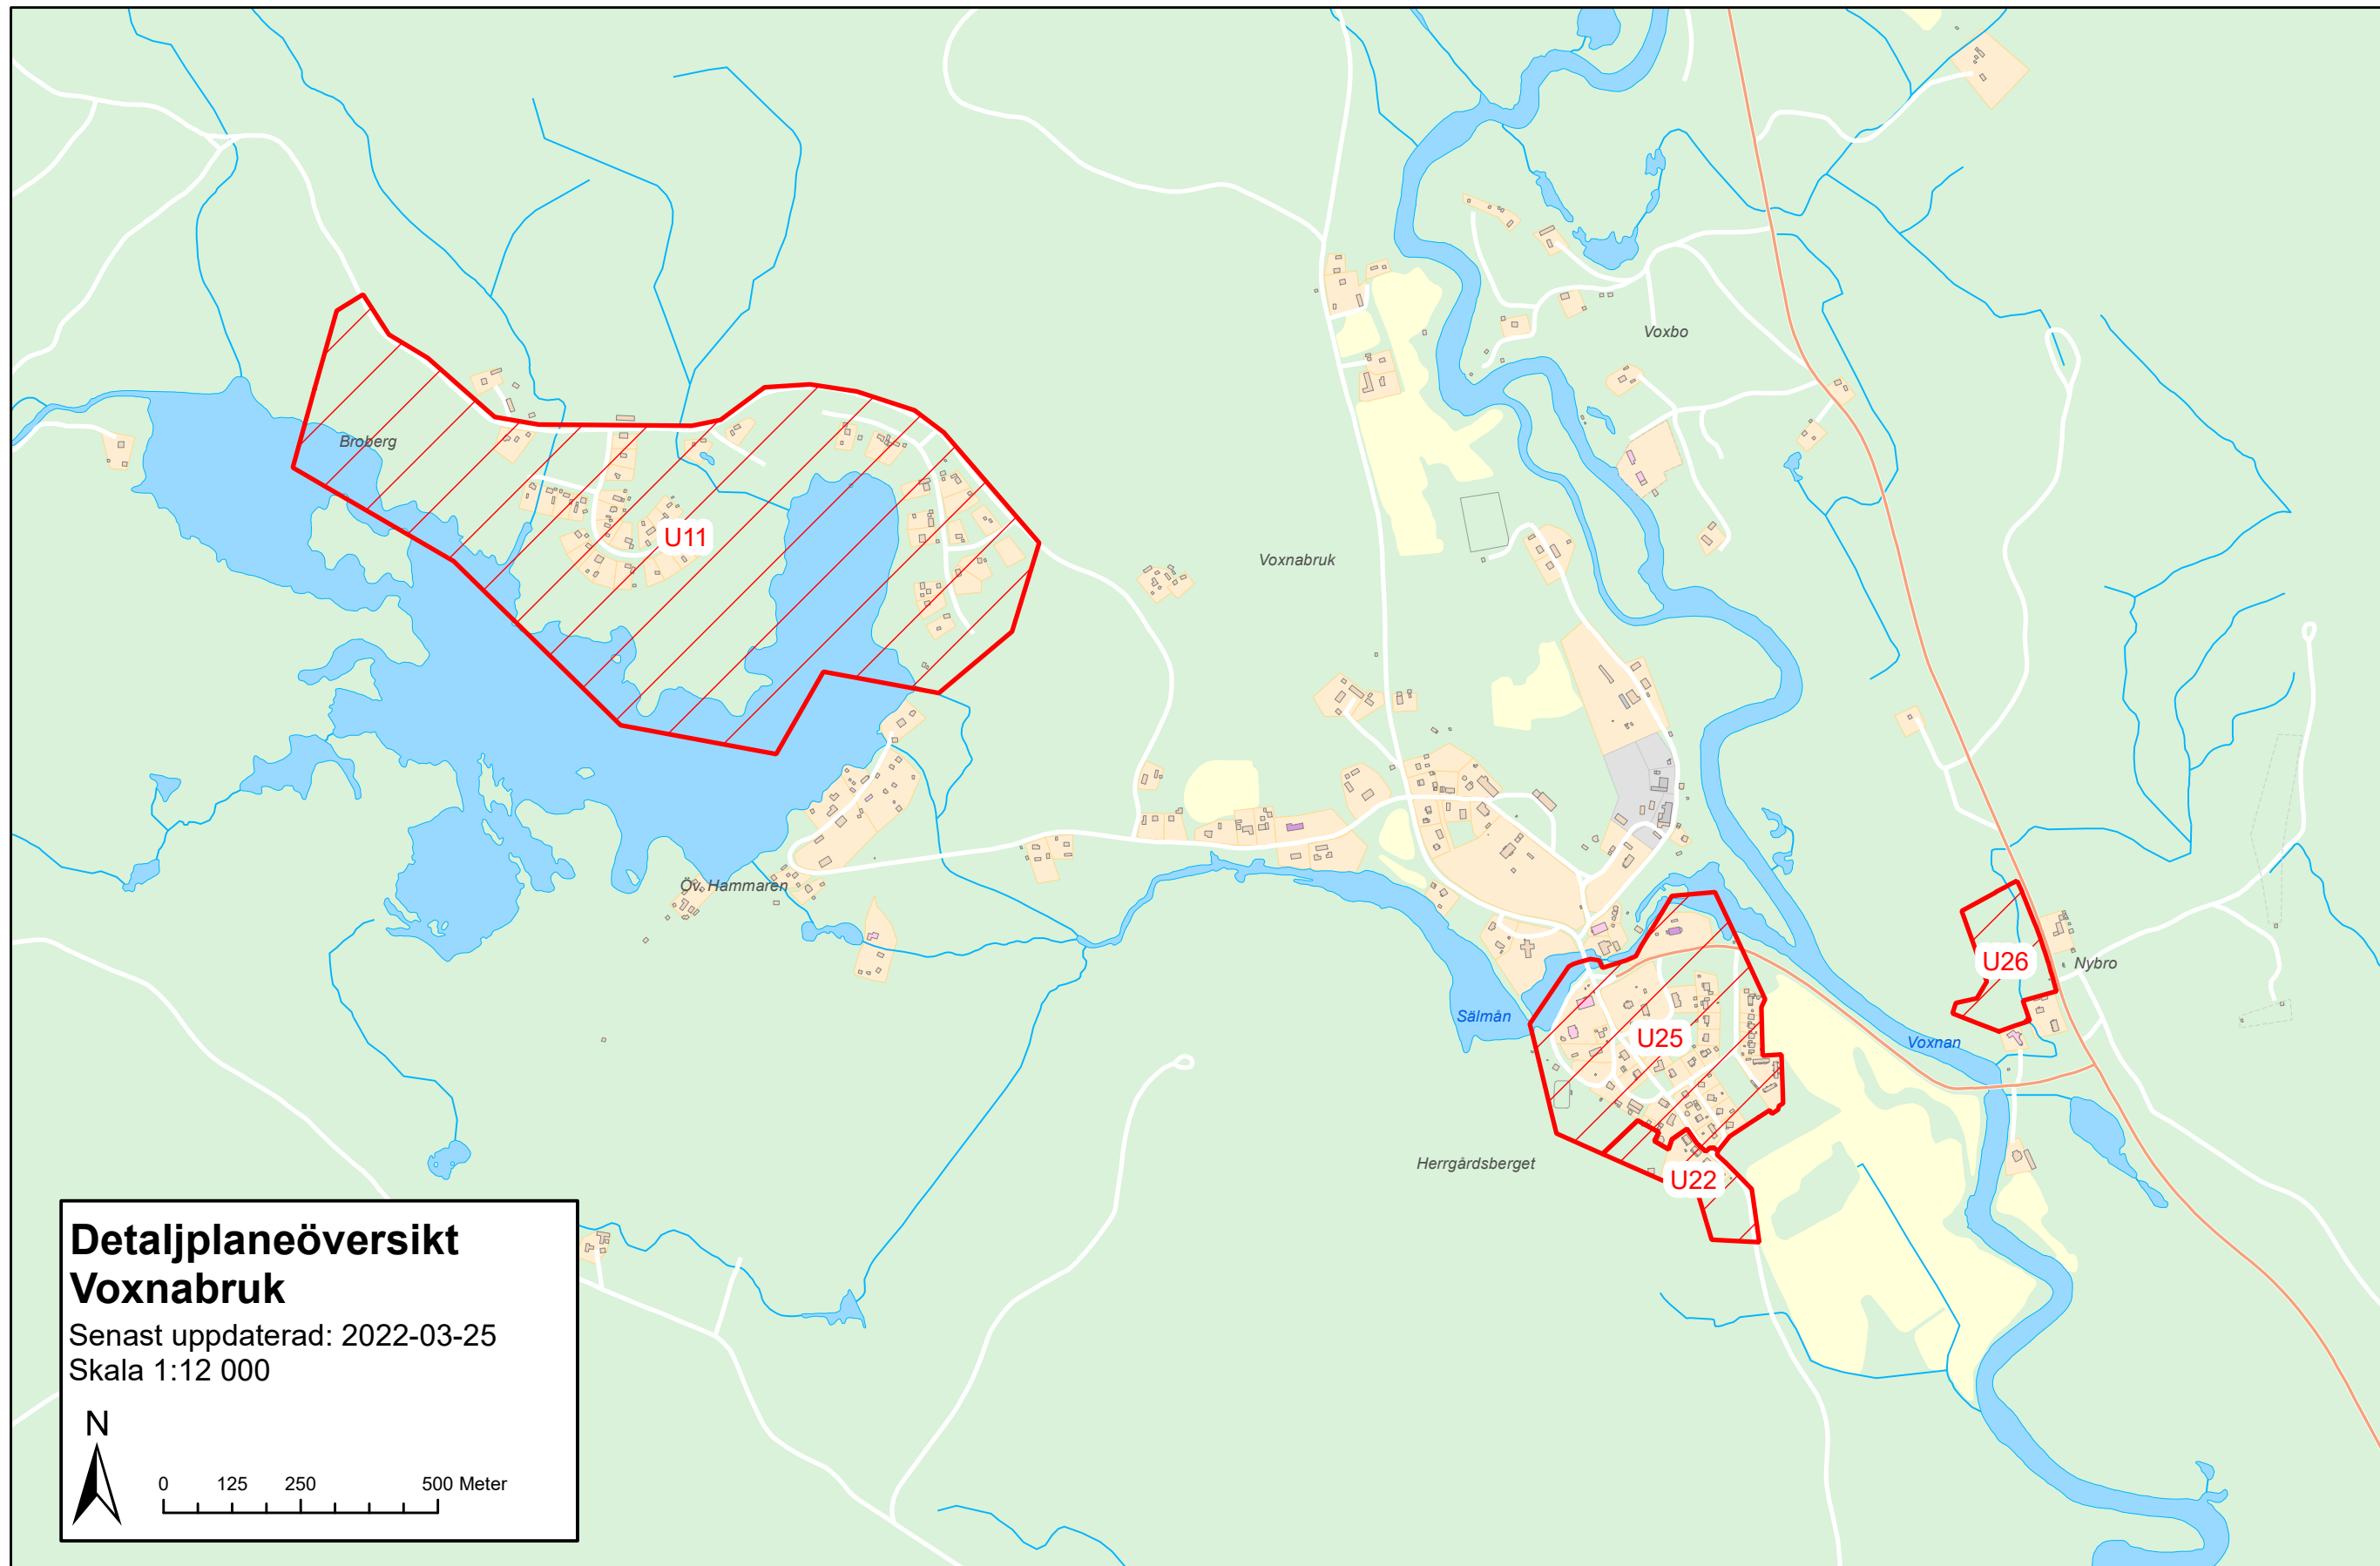 Voxbo
Broberg
U11
Voxnabruk
Öv. Hammaren
U26
Nybro
Sälmån
U25
Voxnan
Herrgårdsberget
U22
Detaljplaneöversikt
Voxnabruk
Senast uppdaterad: 2022-03-25
Skala 1:12 000
N
0 125 250 500 Meter